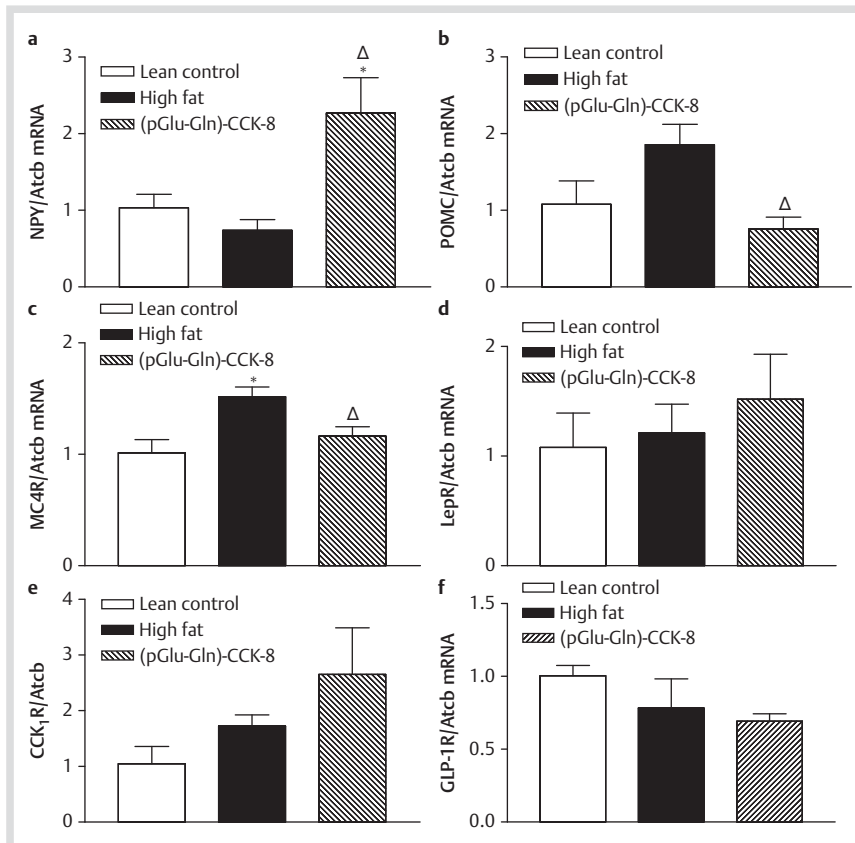 a
3
2
1
0
NPY/Atcb mRNA
Lean control
High fat
(pGlu-Gln)-CCK-8
Δ
*
b
3
2
1
0
POMC/Atcb mRNA
Lean control
High fat
(pGlu-Gln)-CCK-8
Δ
c
2
1
0
MC4R/Atcb mRNA
Lean control
High fat
(pGlu-Gln)-CCK-8
*
Δ
d
2
1
0
LepR/Atcb mRNA
Lean control
High fat
(pGlu-Gln)-CCK-8
e
4
3
2
1
0
CCK₁R/Atcb
Lean control
High fat
(pGlu-Gln)-CCK-8
f
1.5
1.0
0.5
0.0
GLP-1R/Atcb mRNA
Lean control
High fat
(pGlu-Gln)-CCK-8